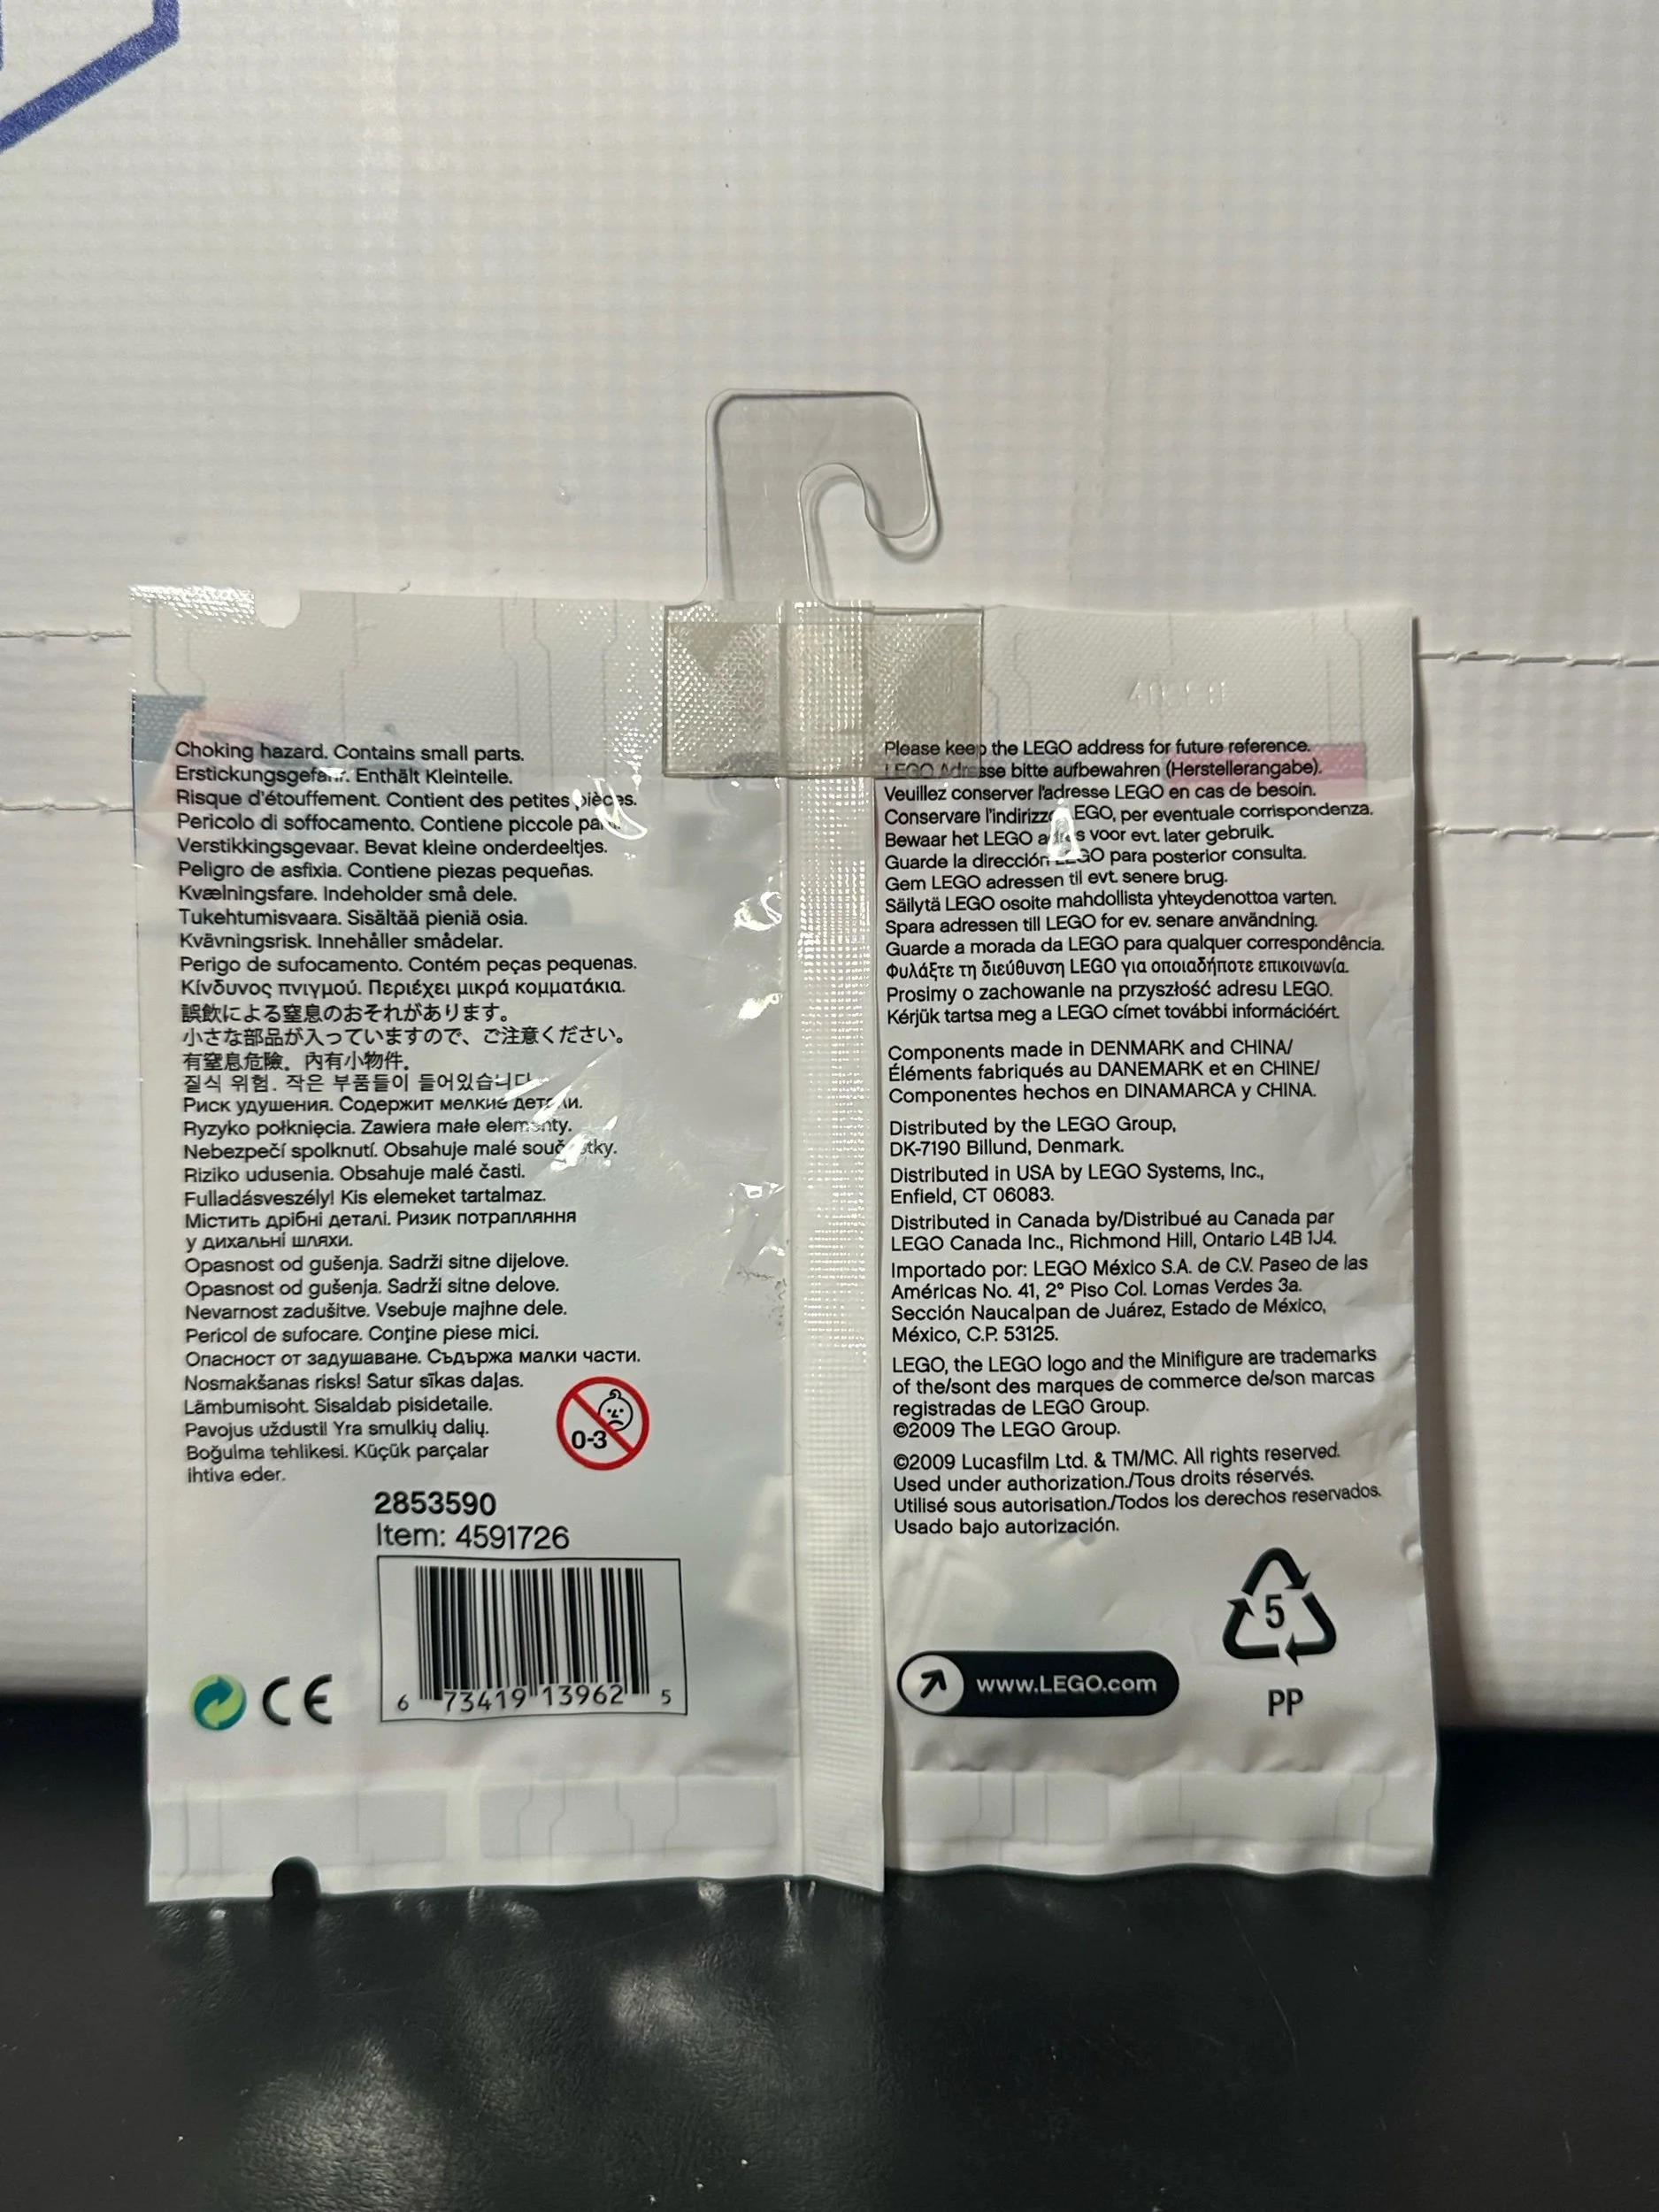 Choking hazard. Contains small parts.
Erstickungsgefahr. Enthält Kleinteile.
Risque d'étouffement. Contient des petites pièces.
Pericolo di soffocamento. Contiene piccole
Verstikkingsgevaar. Bevat kleine onderdeeltjes.
Peligro de asfixia. Contiene piezas pequeñas.
Kvælningsfare. Indeholder små dele.
Tukehtumisvaara. Sisältää pieniä osia.
Kvävningsrisk. Innehåller smådelar.
Perigo de sufocamento. Contém peças pequenas.
Κίνδυνος πνιγμού. Περιέχει μικρά κομματάκια.
誤飲による窒息のおそれがあります。
小さな部品が入っていますので、ご注意ください。
有窒息危險。內有小物件。
질식 위험. 작은 부품들이 들어있습니다.
Риск удушения. Содержит мелкие детали.
Ryzyko połknięcia. Zawiera małe elementy.
Nebezpečí spolknutí. Obsahuje malé součástky.
Riziko udusenia. Obsahuje malé časti.
Fulladásveszély! Kis elemeket tartalmaz.
Містить дрібні деталі. Ризик потрапляння
у дихальні шляхи.
Opasnost od gušenja. Sadrži sitne dijelove.
Opasnost od gušenja. Sadrži sitne delove.
Nevarnost zadušitve. Vsebuje majhne dele.
Pericol de sufocare. Conţine piese mici.
Опасност от задушаване. Съдържа малки части.
Nosmakšanas risks! Satur sīkas daļas.
Lämbumisoht. Sisaldab pisidetaile.
Pavojus uždusti! Yra smulkių dalių.
Boğulma tehlikesi. Küçük parçalar
ihtiva eder.
0-3
2853590
Item: 4591726
6 73419 13962 5
CE
Please keep the LEGO address for future reference.
LEGO Adresse bitte aufbewahren (Herstellerangabe).
Veuillez conserver l'adresse LEGO en cas de besoin.
Conservare l'indirizzo LEGO, per eventuale corrispondenza.
Bewaar het LEGO adres voor evt. later gebruik.
Guarde la dirección LEGO para posterior consulta.
Gem LEGO adressen til evt. senere brug.
Säilytä LEGO osoite mahdollista yhteydenottoa varten.
Spara adressen till LEGO for ev. senare användning.
Guarde a morada da LEGO para qualquer correspondência.
Φυλάξτε τη διεύθυνση LEGO για οποιαδήποτε επικοινωνία.
Prosimy o zachowanie na przyszłość adresu LEGO.
Kérjük tartsa meg a LEGO címet további információért.
Components made in DENMARK and CHINA/
Éléments fabriqués au DANEMARK et en CHINE/
Componentes hechos en DINAMARCA y CHINA.
Distributed by the LEGO Group,
DK-7190 Billund, Denmark.
Distributed in USA by LEGO Systems, Inc.,
Enfield, CT 06083.
Distributed in Canada by/Distribué au Canada par
LEGO Canada Inc., Richmond Hill, Ontario L4B 1J4.
Importado por: LEGO México S.A. de C.V. Paseo de las
Américas No. 41, 2° Piso Col. Lomas Verdes 3a.
Sección Naucalpan de Juárez, Estado de México,
México, C.P. 53125.
LEGO, the LEGO logo and the Minifigure are trademarks
of the/sont des marques de commerce de/son marcas
registradas de LEGO Group.
©2009 The LEGO Group.
©2009 Lucasfilm Ltd. & TM/MC. All rights reserved.
Used under authorization./Tous droits réservés.
Utilisé sous autorisation./Todos los derechos reservados.
Usado bajo autorización.
www.LEGO.com
5
PP